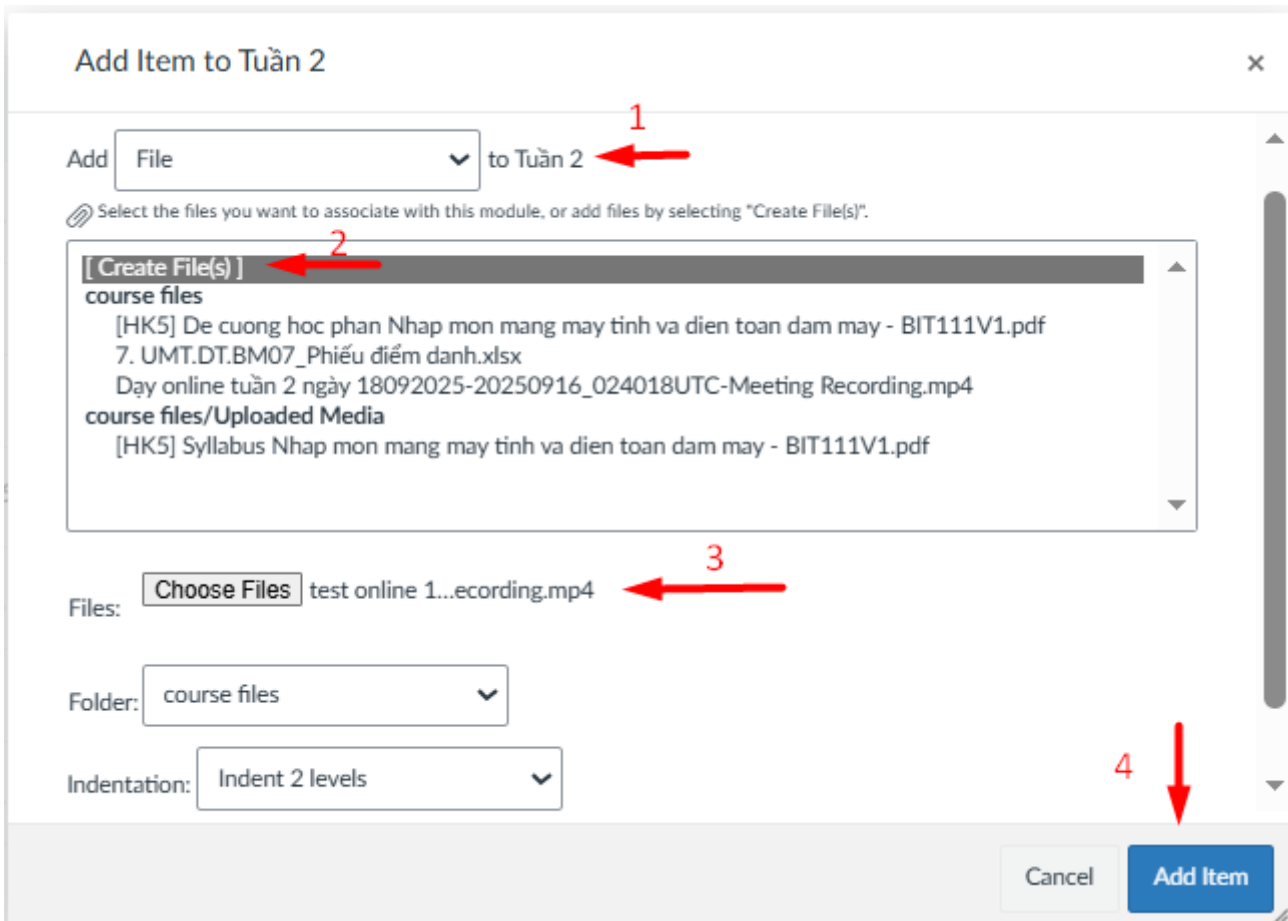 Add Item to Tuần 2
×
1
Add File to Tuần 2
Select the files you want to associate with this module, or add files by selecting "Create File(s)".
2
[ Create File(s) ]
course files
[HK5] De cuong hoc phan Nhap mon mang may tinh va dien toan dam may - BIT111V1.pdf
7. UMT.DT.BM07_Phiếu điểm danh.xlsx
Dạy online tuần 2 ngày 18092025-20250916_024018UTC-Meeting Recording.mp4
course files/Uploaded Media
[HK5] Syllabus Nhap mon mang may tinh va dien toan dam may - BIT111V1.pdf
3
Files: Choose Files test online 1...ecording.mp4
Folder: course files
Indentation: Indent 2 levels
4
Cancel Add Item